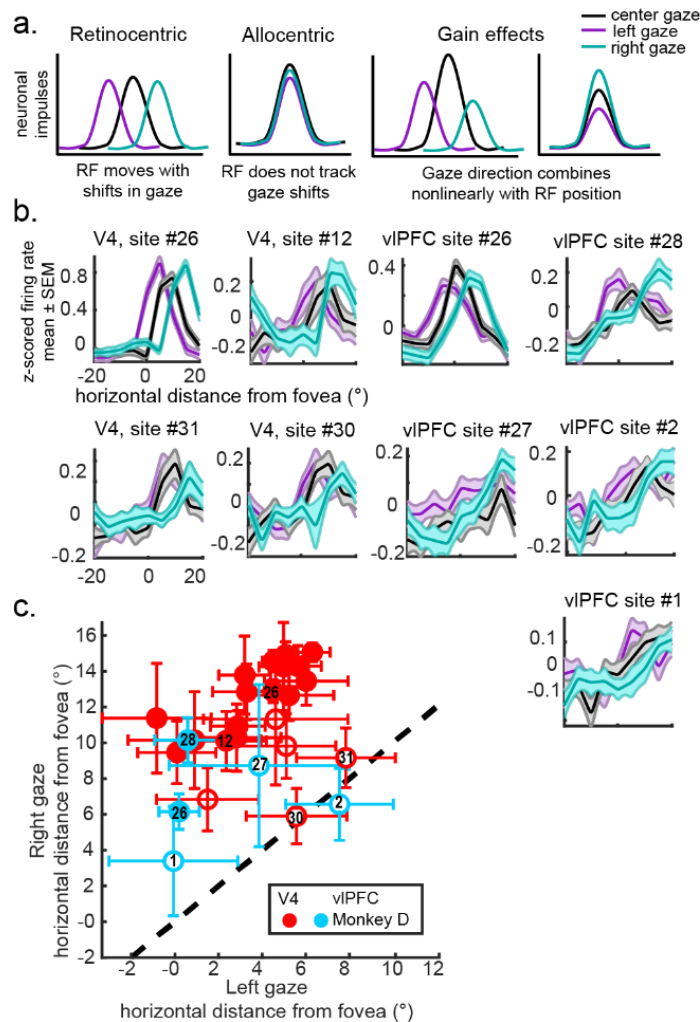 a.
Retinocentric
Allocentric
Gain effects
center gaze
left gaze
right gaze
neuronal
impulses
RF moves with
shifts in gaze
RF does not track
gaze shifts
Gaze direction combines
nonlinearly with RF position
b.
V4, site #26
V4, site #12
vlPFC site #26
vlPFC site #28
z-scored firing rate
mean ± SEM
0.8
0.4
0
-20 0 20
0.2
0
-0.2
0.4
0
0.2
0
-0.2
horizontal distance from fovea (°)
V4, site #31
V4, site #30
vlPFC site #27
vlPFC site #2
0.2
0
-0.2
-20 0 20
0.2
0
-0.2
0.2
0
-0.2
0.2
0
-0.2
vlPFC site #1
0.1
-0.1
c.
Right gaze
horizontal distance from fovea (°)
16
14
12
10
8
6
4
2
-0
-2
26
28
12
27
31
26
2
30
1
V4 vlPFC
Monkey D
-2 -0 2 4 6 8 10 12
Left gaze
horizontal distance from fovea (°)